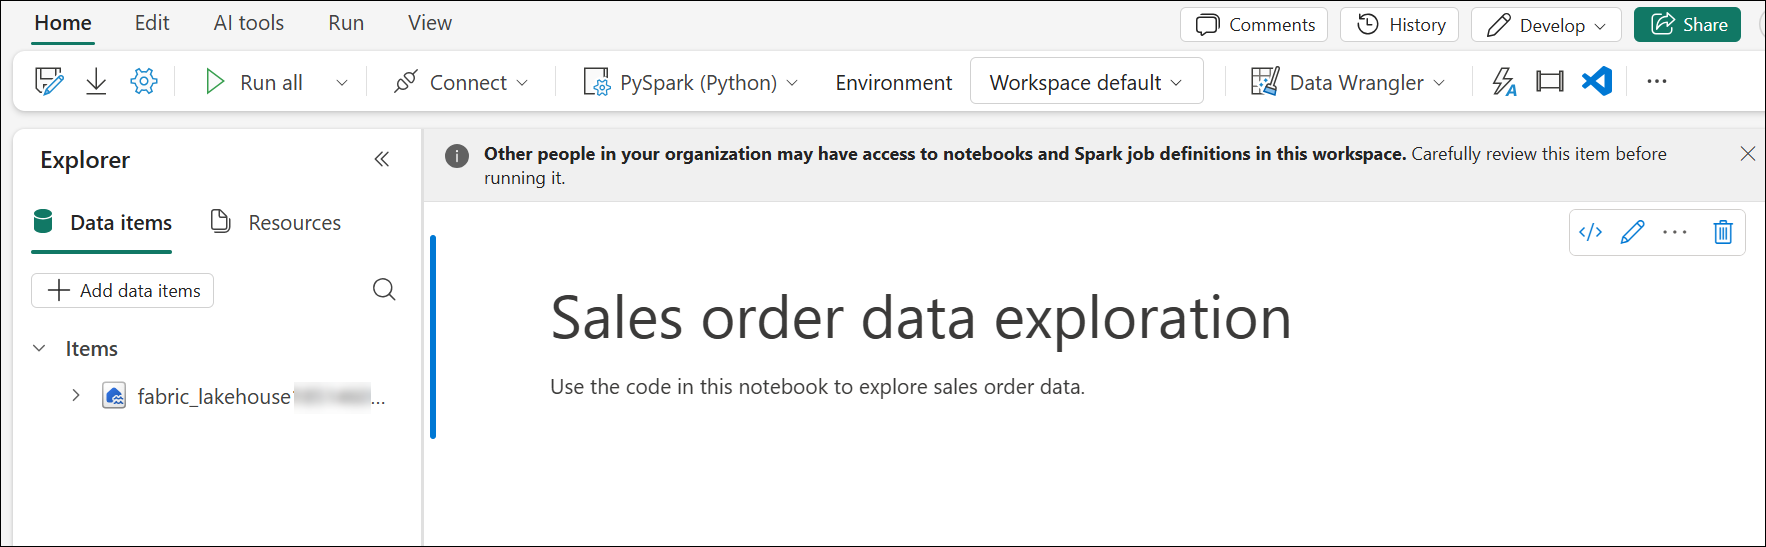 Home Edit AI tools Run View Comments History Develop Share
Run all Connect PySpark (Python) Environment Workspace default Data Wrangler ...
Explorer
Other people in your organization may have access to notebooks and Spark job definitions in this workspace. Carefully review this item before
running it.
Data items Resources
Add data items
Items
fabric_lakehouse ...
Sales order data exploration
Use the code in this notebook to explore sales order data.